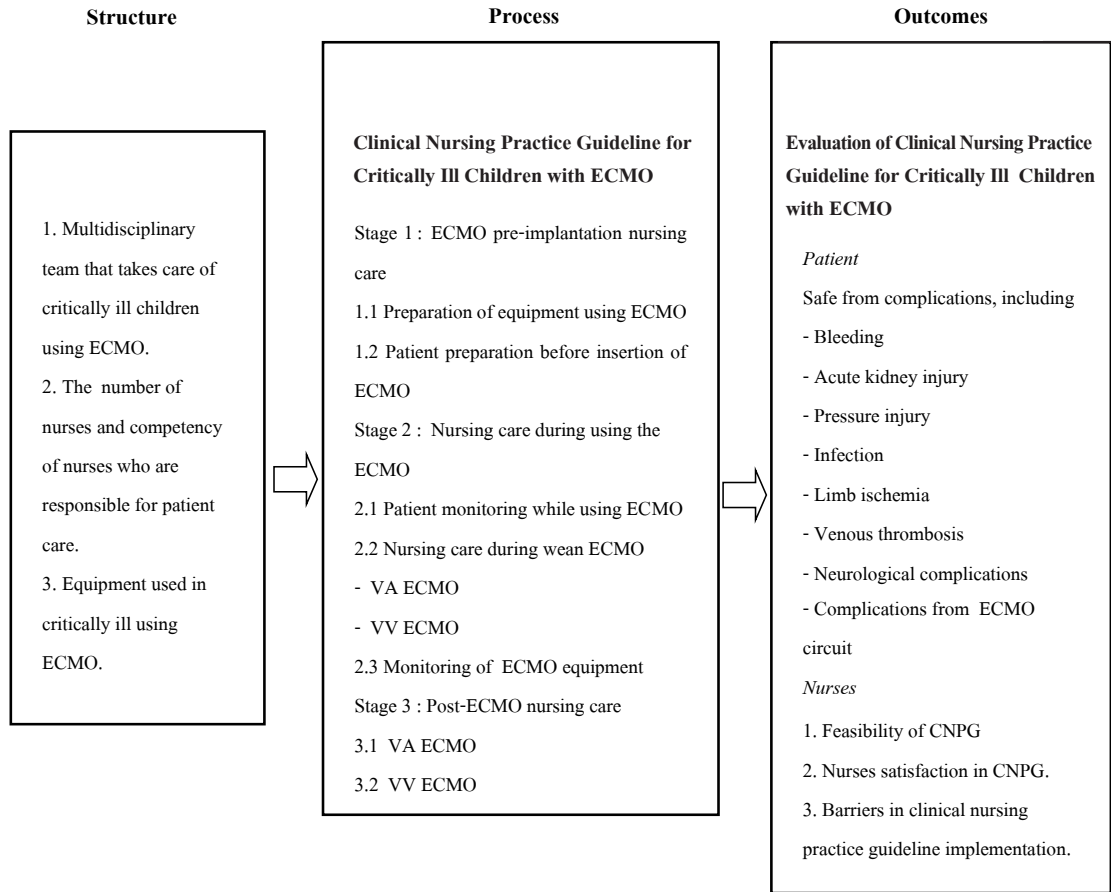 Structure
Process
Outcomes
1. Multidisciplinary
team that takes care of
critically ill children
using ECMO.
2. The number of
nurses and competency
of nurses who are
responsible for patient
care.
3. Equipment used in
critically ill using
ECMO.
Clinical Nursing Practice Guideline for
Critically Ill Children with ECMO
Stage 1 : ECMO pre-implantation nursing
care
1.1 Preparation of equipment using ECMO
1.2 Patient preparation before insertion of
ECMO
Stage 2 : Nursing care during using the
ECMO
2.1 Patient monitoring while using ECMO
2.2 Nursing care during wean ECMO
- VA ECMO
- VV ECMO
2.3 Monitoring of ECMO equipment
Stage 3 : Post-ECMO nursing care
3.1 VA ECMO
3.2 VV ECMO
Evaluation of Clinical Nursing Practice
Guideline for Critically Ill Children
with ECMO
Patient
Safe from complications, including
- Bleeding
- Acute kidney injury
- Pressure injury
- Infection
- Limb ischemia
- Venous thrombosis
- Neurological complications
- Complications from ECMO
circuit
Nurses
1. Feasibility of CNPG
2. Nurses satisfaction in CNPG.
3. Barriers in clinical nursing
practice guideline implementation.